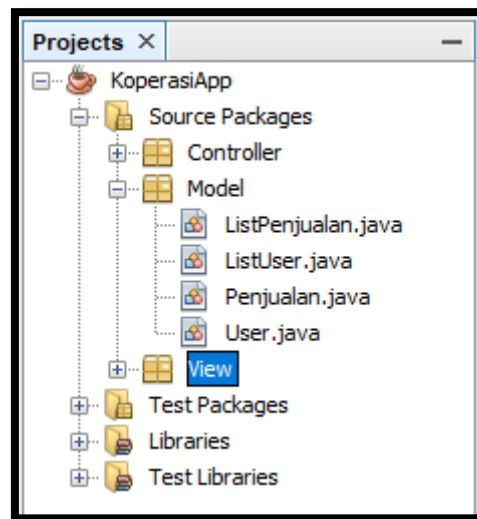 Projects
KoperasiApp
Source Packages
Controller
Model
ListPenjualan.java
ListUser.java
Penjualan.java
User.java
View
Test Packages
Libraries
Test Libraries